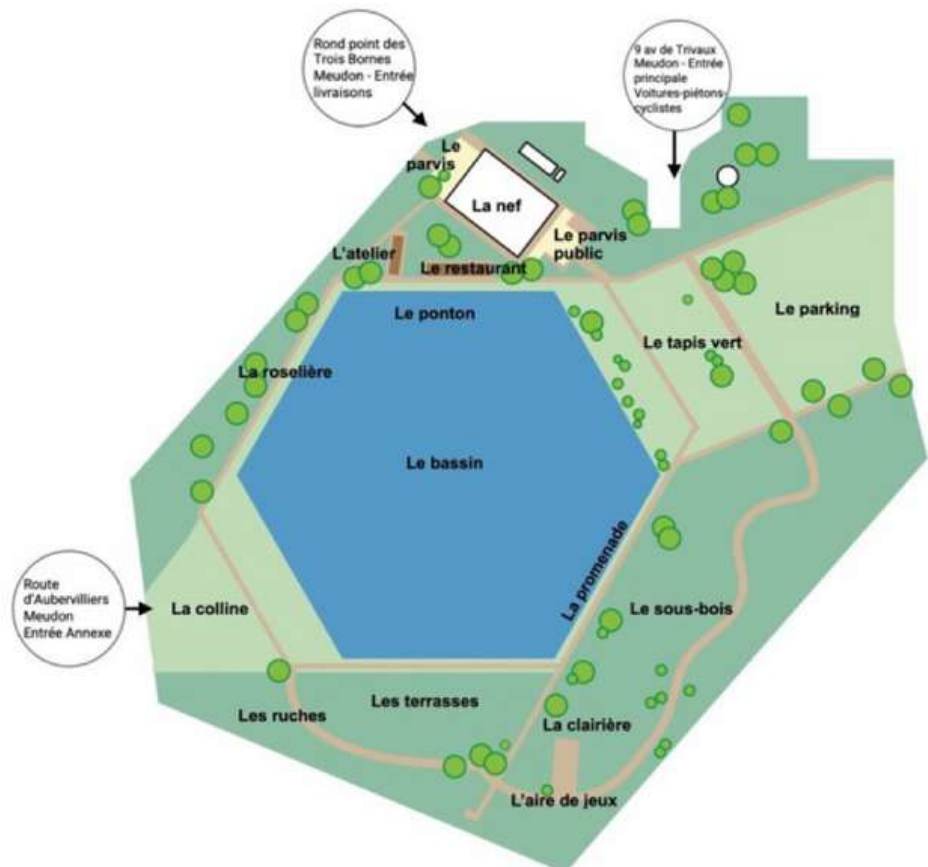 Rond point des
Trois Bornes
Meudon - Entrée
livraisons
9 av de Trivaux
Meudon - Entrée
principale
Voitures-piétons-
cyclistes
Le
parvis
La nef
Le parvis
public
L'atelier
Le restaurant
Le ponton
Le parking
Le tapis vert
La roselière
Le bassin
La promenade
Route
d'Aubervilliers
Meudon
Entrée Annexe
La colline
Le sous-bois
Les terrasses
Les ruches
La clairière
L'aire de jeux